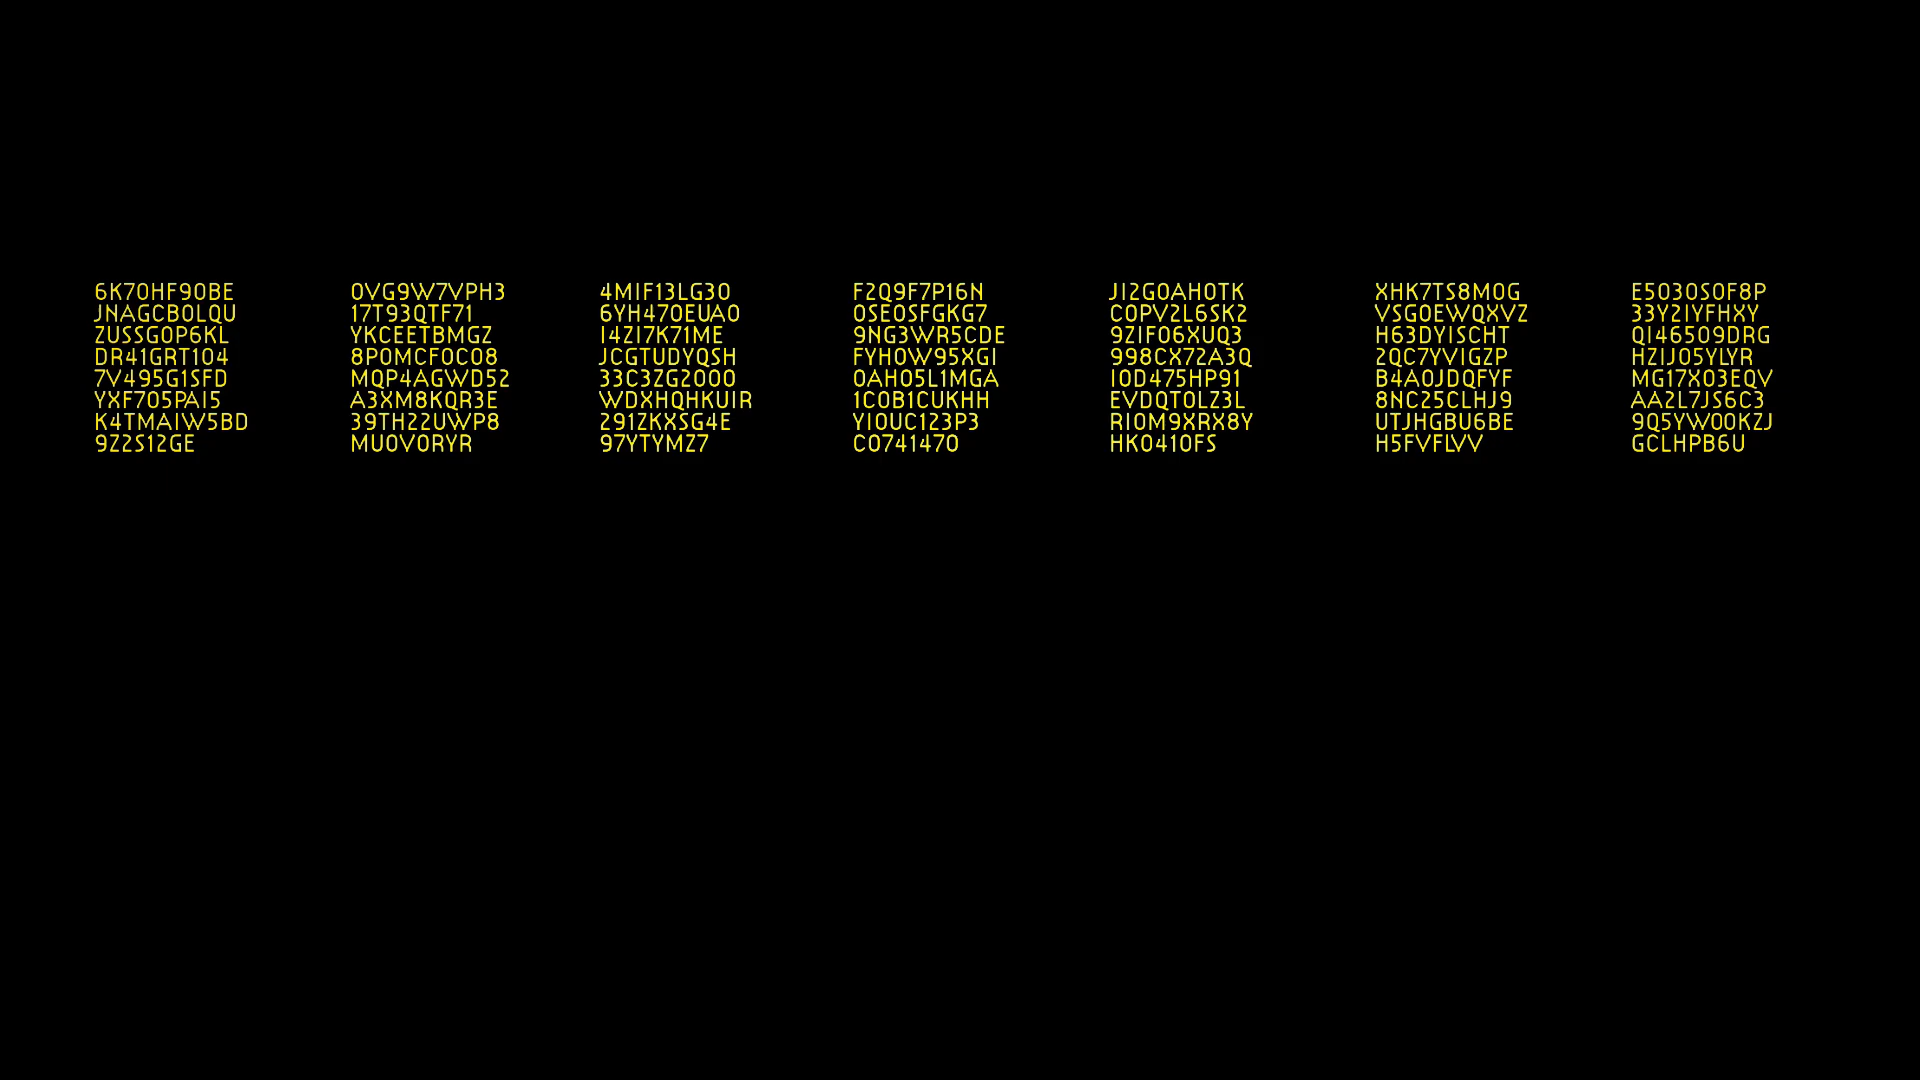 6K70HF90BE
JNAGCB0LQU
ZUSSG0P6KL
DR41GRT104
7V495G1SFD
YXF705PAI5
K4TMAIW5BD
9Z2S12GE
0VG9W7VPH3
17T93QTF71
YKCEETBMGZ
8P0MCF0C08
MQP4AGWD52
A3XM8KQR3E
39TH22UWP8
MU0V0RYR
4MIF13LG30
6YH470EUA0
I4ZI7K71ME
JCGTUDYQSH
33C3ZG2000
WDXHQHKUIR
291ZKXSG4E
97YTYMZ7
F2Q9F7P16N
0SE0SFGKG7
9NG3WR5CDE
FYH0W95XGI
0AH05L1MGA
1C0B1CUKHH
YI0UC123P3
C0741470
JI2G0AH0TK
C0PV2L6SK2
9ZIF06XUQ3
998CX72A3Q
I0D475HP91
EVDQT0LZ3L
RI0M9XRX8Y
HK0410FS
XHK7TS8M0G
VSG0EWQXVZ
H63DYISCHT
2QC7YVIGZP
B4A0JDQFYF
8NC25CLHJ9
UTJHGBU6BE
H5FVFLVV
E5030S0F8P
33Y2IYFHXY
QI46509DRG
HZIJ05YLYR
MG17X03EQV
AA2L7JS6C3
9Q5YW00KZJ
GCLHPB6U